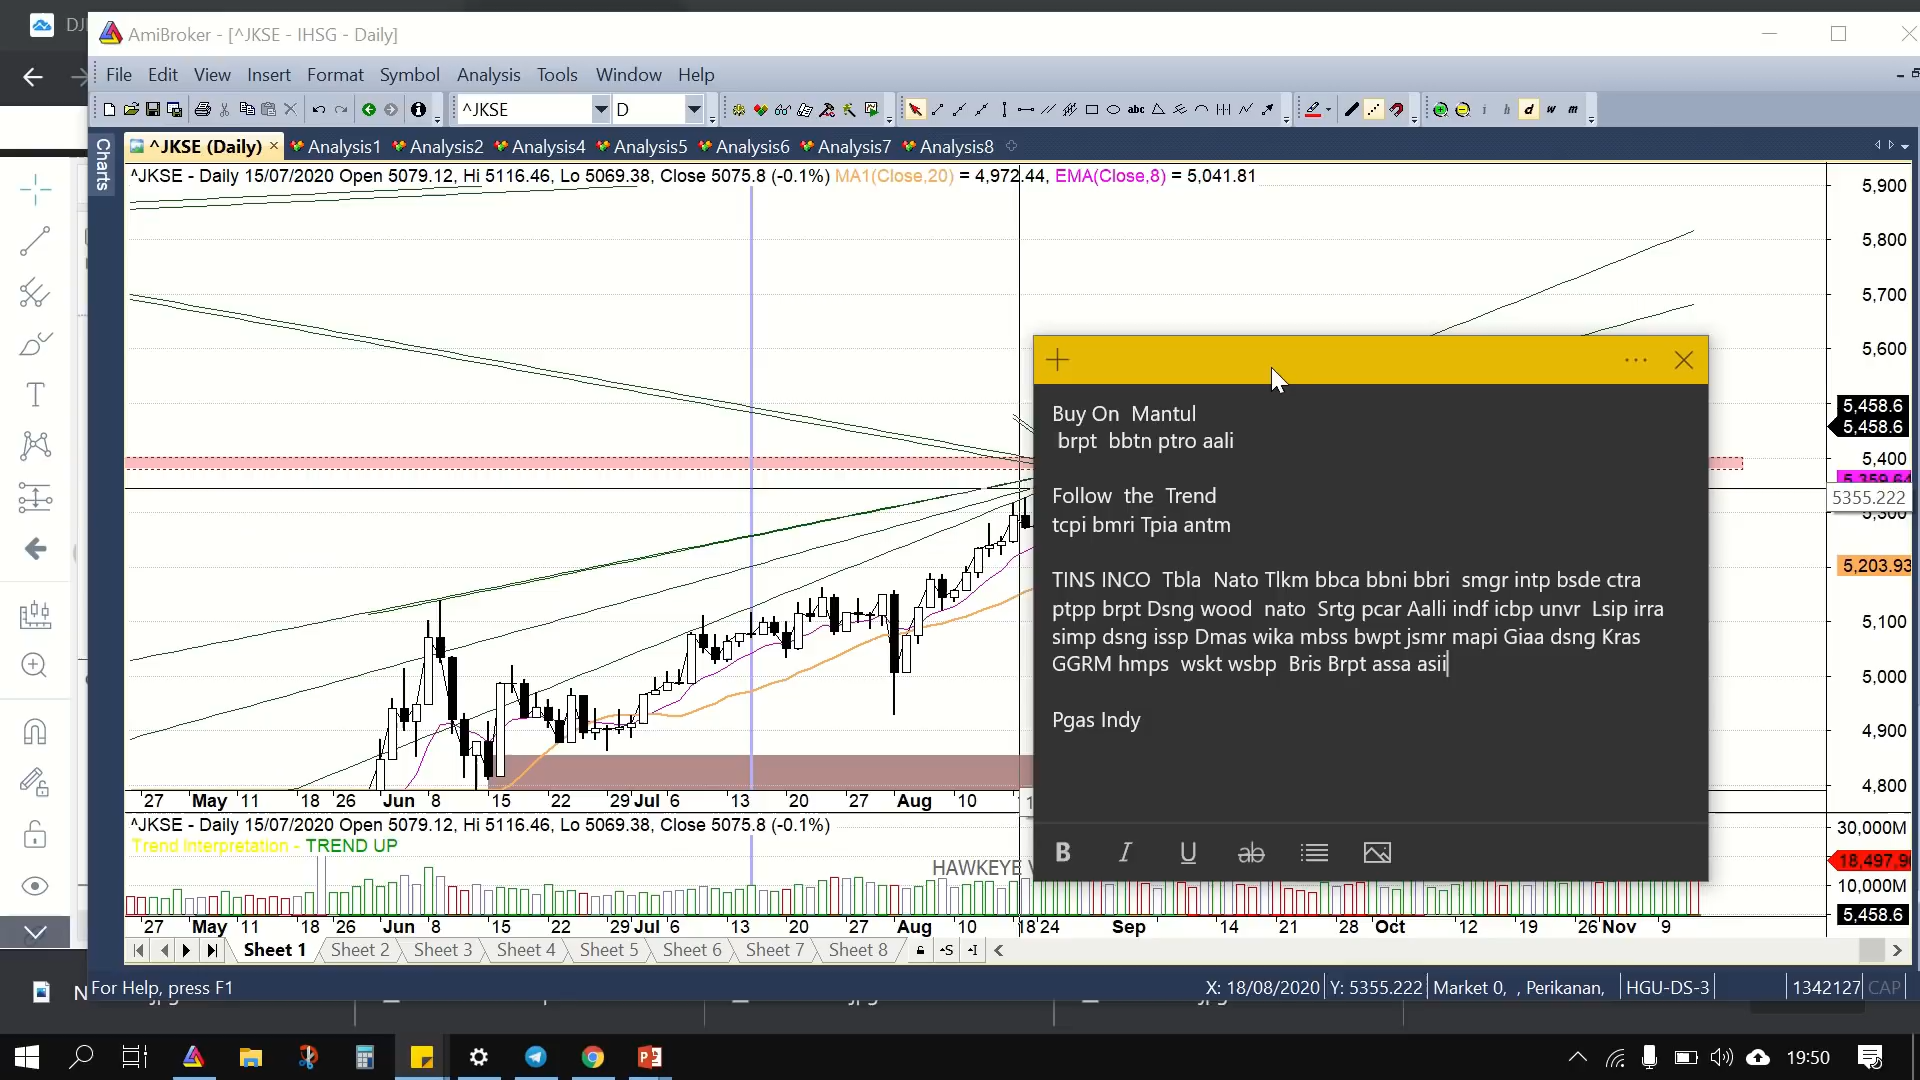 DJ
AmiBroker - [^JKSE - IHSG - Daily]
File Edit View Insert Format Symbol Analysis Tools Window Help
^JKSE D
abc i h d w m
Charts
^JKSE (Daily) Analysis1 Analysis2 Analysis4 Analysis5 Analysis6 Analysis7 Analysis8
^JKSE - Daily 15/07/2020 Open 5079.12, Hi 5116.46, Lo 5069.38, Close 5075.8 (-0.1%) MA1(Close,20) = 4,972.44, EMA(Close,8) = 5,041.81
5,900
5,800
5,700
5,600
5,458.6
5,458.6
5,400
5,359.64
5355.222
5,300
5,203.93
5,100
5,000
4,900
4,800
Buy On Mantul
brpt bbtn ptro aali
Follow the Trend
tcpi bmri Tpia antm
TINS INCO Tbla Nato Tlkm bbca bbni bbri smgr intp bsde ctra
ptpp brpt Dsng wood nato Srtg pcar Aalli indf icbp unvr Lsip irra
simp dsng issp Dmas wika mbss bwpt jsmr mapi Giaa dsng Kras
GGRM hmps wskt wsbp Bris Brpt assa asii
Pgas Indy
B I U ab
27 May 11 18 26 Jun 8 15 22 29 Jul 6 13 20 27 Aug 10
^JKSE - Daily 15/07/2020 Open 5079.12, Hi 5116.46, Lo 5069.38, Close 5075.8 (-0.1%)
Trend Interpretation - TREND UP
HAWKEYE
30,000M
18,497,9
10,000M
5,458.6
27 May 11 18 26 Jun 8 15 22 29 Jul 6 13 20 27 Aug 10 18 24 Sep 14 21 28 Oct 12 19 26 Nov 9
Sheet 1 Sheet 2 Sheet 3 Sheet 4 Sheet 5 Sheet 6 Sheet 7 Sheet 8
For Help, press F1
X: 18/08/2020 Y: 5355.222 Market 0, , Perikanan, HGU-DS-3 1342127 CAP
19:50